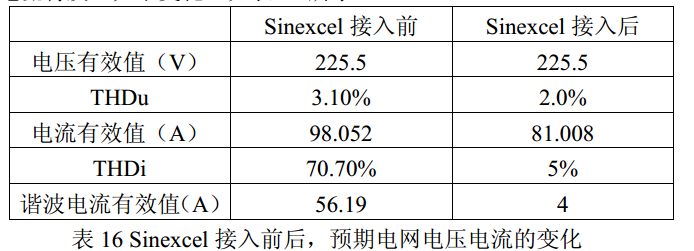 Sinexcel 接入前 Sinexcel 接入后
电压有效值（V） 225.5 225.5
THDu 3.10% 2.0%
电流有效值（A） 98.052 81.008
THDi 70.70% 5%
谐波电流有效值(A） 56.19 4
表 16 Sinexcel 接入前后，预期电网电压电流的变化